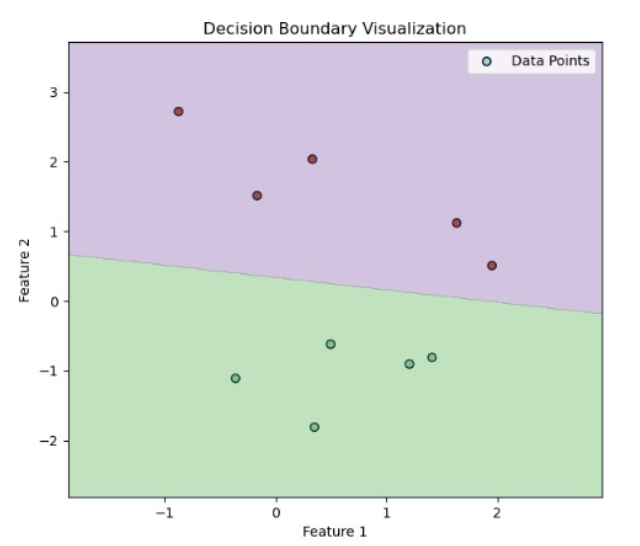 Decision Boundary Visualization
Data Points
3
2
1
0
−1
−2
Feature 2
−1 0 1 2
Feature 1